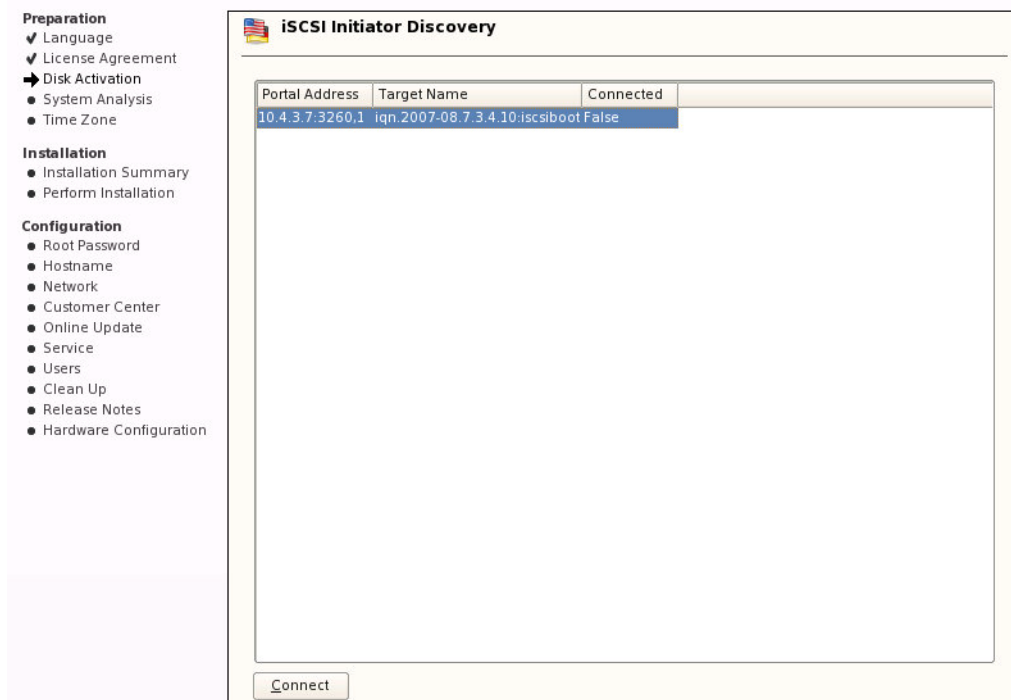 Preparation
Language
License Agreement
Disk Activation
System Analysis
Time Zone
Installation
Installation Summary
Perform Installation
Configuration
Root Password
Hostname
Network
Customer Center
Online Update
Service
Users
Clean Up
Release Notes
Hardware Configuration
iSCSI Initiator Discovery
Portal Address Target Name Connected
10.4.3.7:3260,1 iqn.2007-08.7.3.4.10:iscsiboot False
Connect